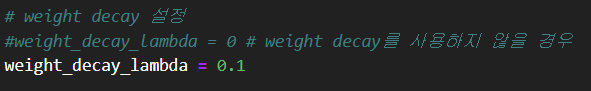 # weight decay 설정
#weight_decay_lambda = 0 # weight decay를 사용하지 않을 경우
weight_decay_lambda = 0.1